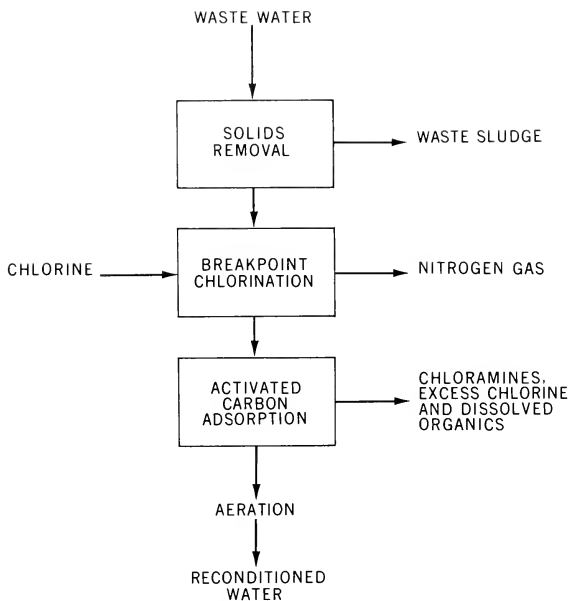 WASTE WATER
SOLIDS
REMOVAL
WASTE SLUDGE
CHLORINE
BREAKPOINT
CHLORINATION
NITROGEN GAS
ACTIVATED
CARBON
ADSORPTION
CHLORAMINES,
EXCESS CHLORINE
AND DISSOLVED
ORGANICS
AERATION
RECONDITIONED
WATER